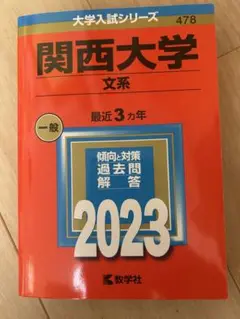 大学入試シリーズ
478
関西大学
文系
最近3ヵ年
一般
傾向と対策
過去問
解答
2023
教学社